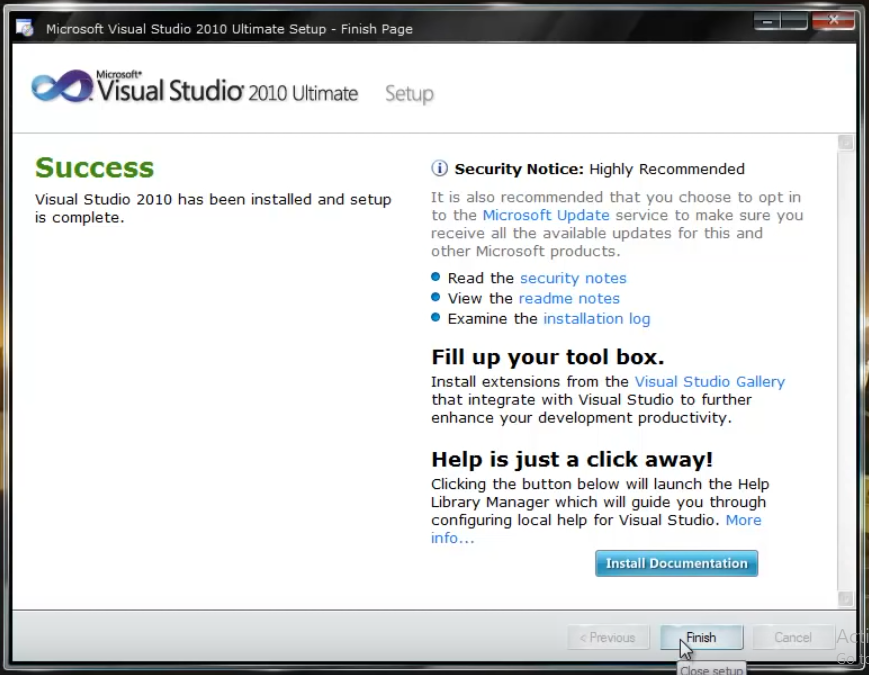 Microsoft Visual Studio 2010 Ultimate Setup - Finish Page
Microsoft®
Visual Studio® 2010 Ultimate Setup
Success
Visual Studio 2010 has been installed and setup
is complete.
Security Notice: Highly Recommended
It is also recommended that you choose to opt in
to the Microsoft Update service to make sure you
receive all the available updates for this and
other Microsoft products.
Read the security notes
View the readme notes
Examine the installation log
Fill up your tool box.
Install extensions from the Visual Studio Gallery
that integrate with Visual Studio to further
enhance your development productivity.
Help is just a click away!
Clicking the button below will launch the Help
Library Manager which will guide you through
configuring local help for Visual Studio. More
info...
Install Documentation
< Previous Finish Cancel
Close setup